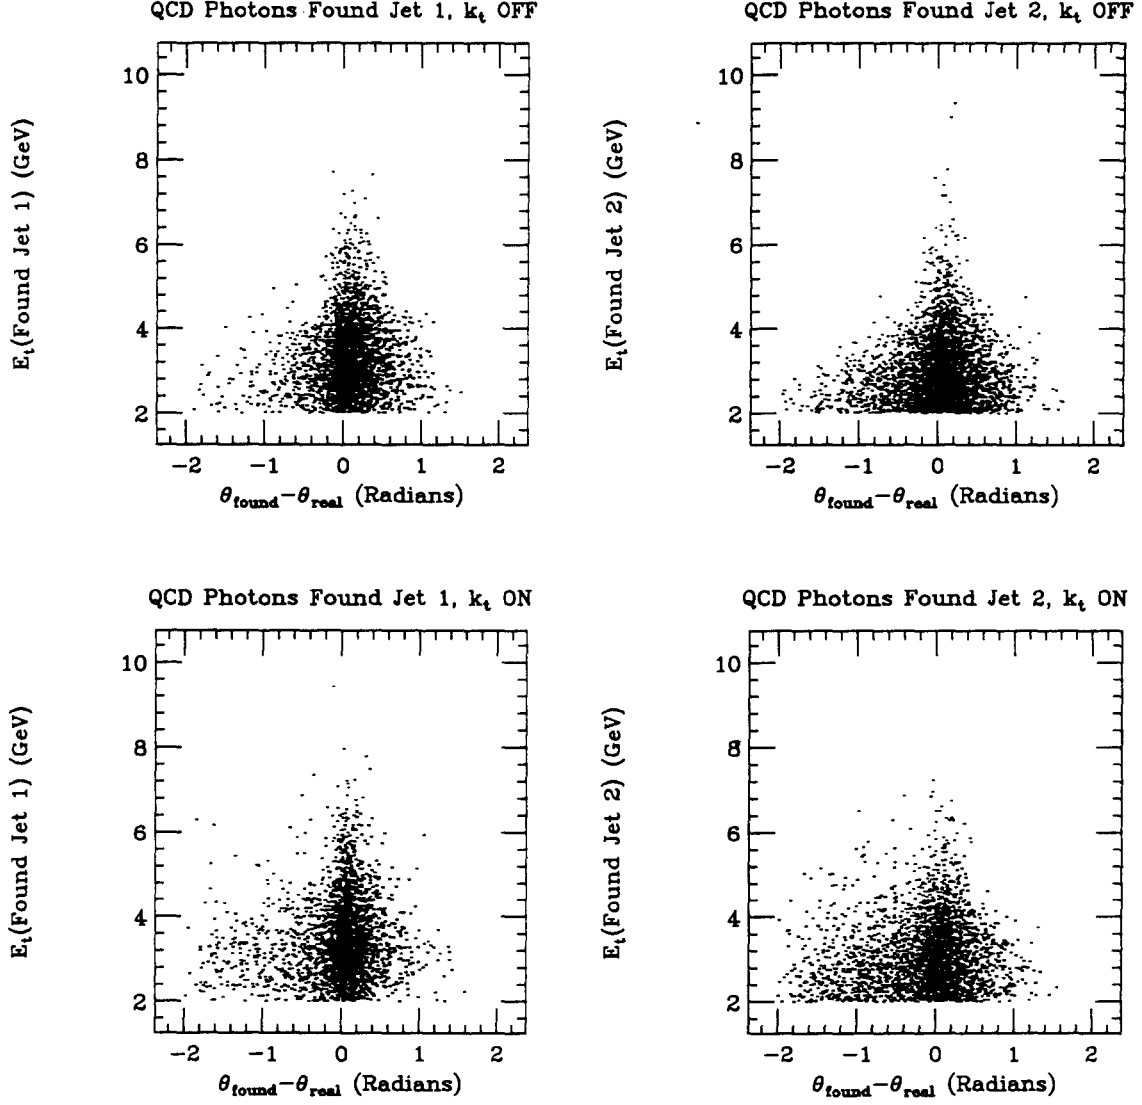 QCD Photons Found Jet 1, kₜ OFF
Eₜ(Found Jet 1) (GeV)
10
8
6
4
2
−2 −1 0 1 2
θfound−θreal (Radians)
QCD Photons Found Jet 2, kₜ OFF
Eₜ(Found Jet 2) (GeV)
10
8
6
4
2
−2 −1 0 1 2
θfound−θreal (Radians)
QCD Photons Found Jet 1, kₜ ON
Eₜ(Found Jet 1) (GeV)
10
8
6
4
2
−2 −1 0 1 2
θfound−θreal (Radians)
QCD Photons Found Jet 2, kₜ ON
Eₜ(Found Jet 2) (GeV)
10
8
6
4
2
−2 −1 0 1 2
θfound−θreal (Radians)